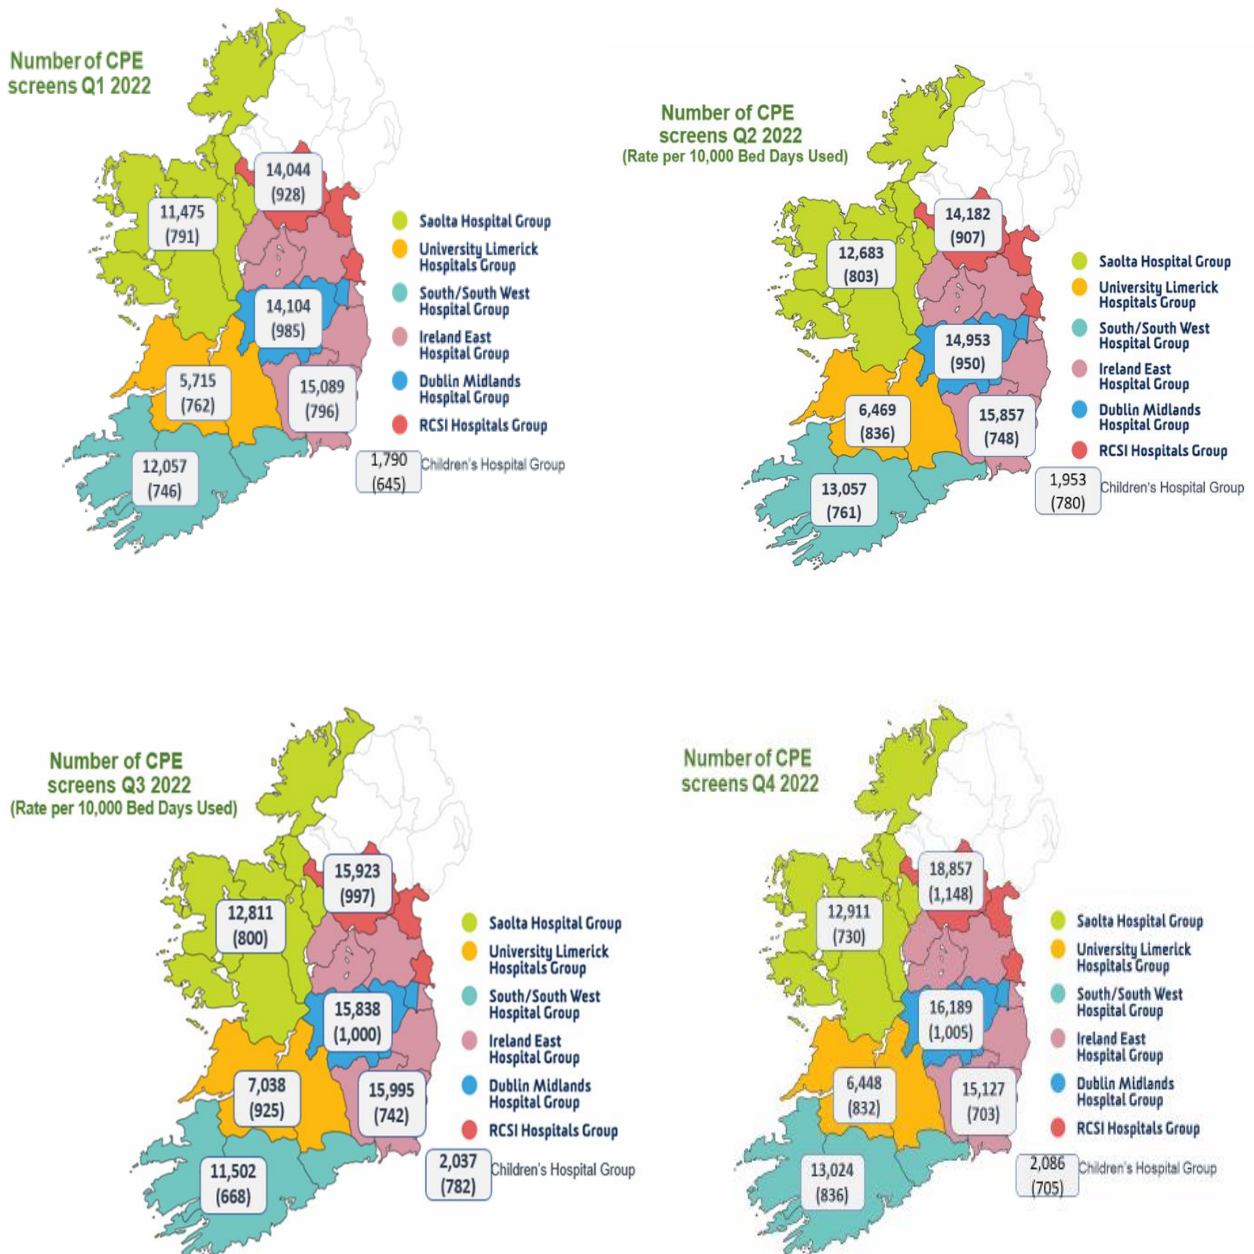 Number of CPE
screens Q1 2022
14,044
(928)
11,475
(791)
14,104
(985)
5,715
(762)
15,089
(796)
12,057
(746)
1,790
(645)
Saolta Hospital Group
University Limerick
Hospitals Group
South/South West
Hospital Group
Ireland East
Hospital Group
Dublin Midlands
Hospital Group
RCSI Hospitals Group
Children's Hospital Group
Number of CPE
screens Q2 2022
(Rate per 10,000 Bed Days Used)
14,182
(907)
12,683
(803)
14,953
(950)
6,469
(836)
15,857
(748)
13,057
(761)
1,953
(780)
Saolta Hospital Group
University Limerick
Hospitals Group
South/South West
Hospital Group
Ireland East
Hospital Group
Dublin Midlands
Hospital Group
RCSI Hospitals Group
Children's Hospital Group
Number of CPE
screens Q3 2022
(Rate per 10,000 Bed Days Used)
15,923
(997)
12,811
(800)
15,838
(1,000)
7,038
(925)
15,995
(742)
11,502
(668)
2,037
(782)
Saolta Hospital Group
University Limerick
Hospitals Group
South/South West
Hospital Group
Ireland East
Hospital Group
Dublin Midlands
Hospital Group
RCSI Hospitals Group
Children's Hospital Group
Number of CPE
screens Q4 2022
18,857
(1,148)
12,911
(730)
16,189
(1,005)
6,448
(832)
15,127
(703)
13,024
(836)
2,086
(705)
Saolta Hospital Group
University Limerick
Hospitals Group
South/South West
Hospital Group
Ireland East
Hospital Group
Dublin Midlands
Hospital Group
RCSI Hospitals Group
Children's Hospital Group